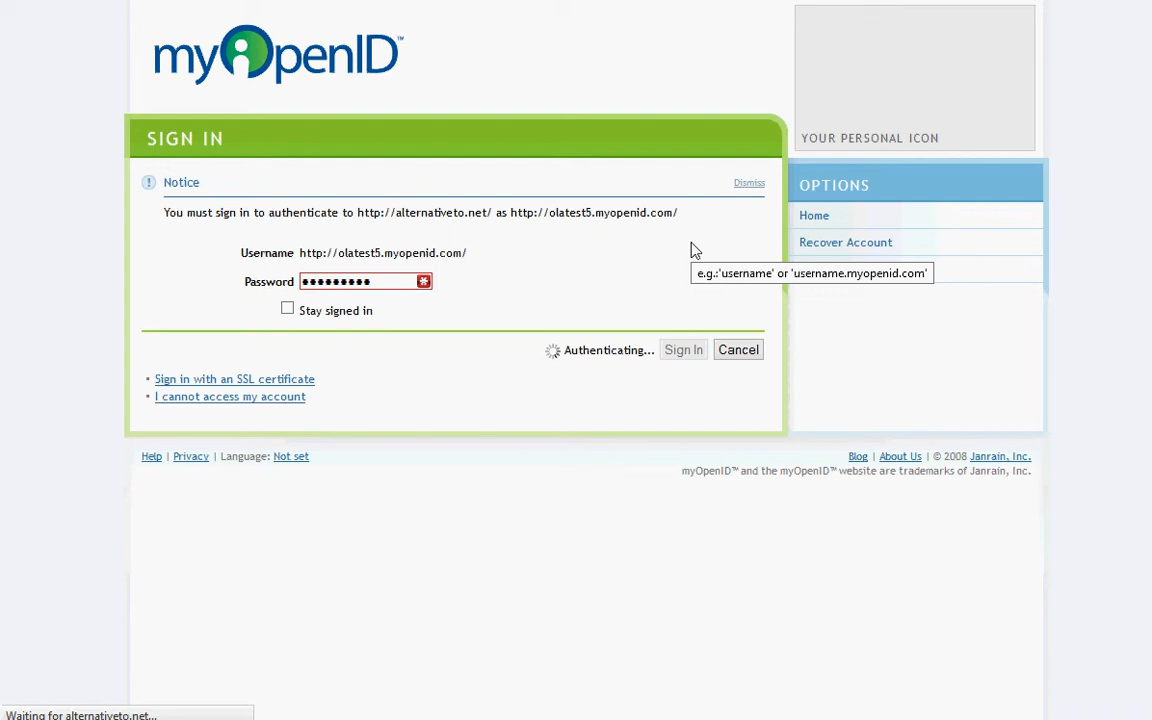 myOpenID™
YOUR PERSONAL ICON
SIGN IN
Notice
Dismiss
You must sign in to authenticate to http://alternativeto.net/ as http://olatest5.myopenid.com/
Username http://olatest5.myopenid.com/
Password
Stay signed in
Authenticating... Sign In Cancel
Sign in with an SSL certificate
I cannot access my account
OPTIONS
Home
Recover Account
e.g.:'username' or 'username.myopenid.com'
Help | Privacy | Language: Not set
Blog | About Us | © 2008 Janrain, Inc.
myOpenID™ and the myOpenID™ website are trademarks of Janrain, Inc.
Waiting for alternativeto.net...